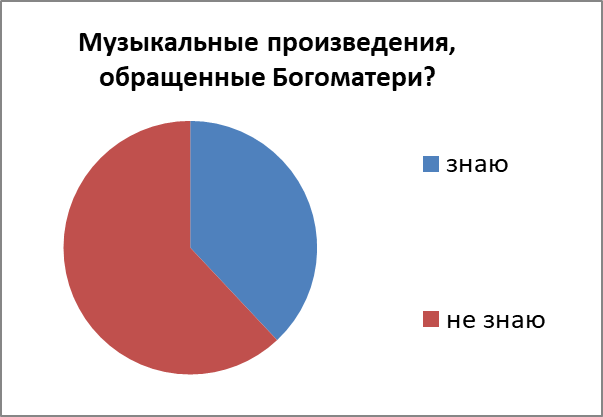 Музыкальные произведения,
обращенные Богоматери?
знаю
не знаю